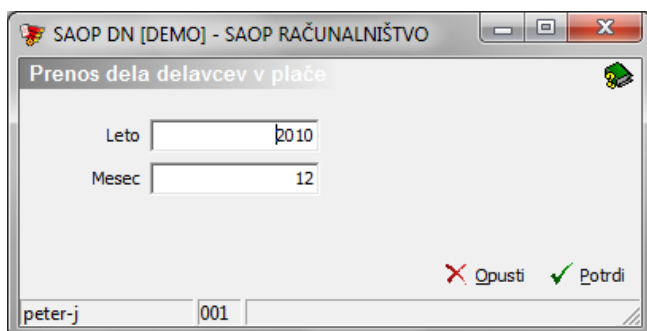 SAOP DN [DEMO] - SAOP RAČUNALNIŠTVO
Prenos dela delavcev v plače
Leto 2010
Mesec 12
Opusti Potrdi
peter-j 001